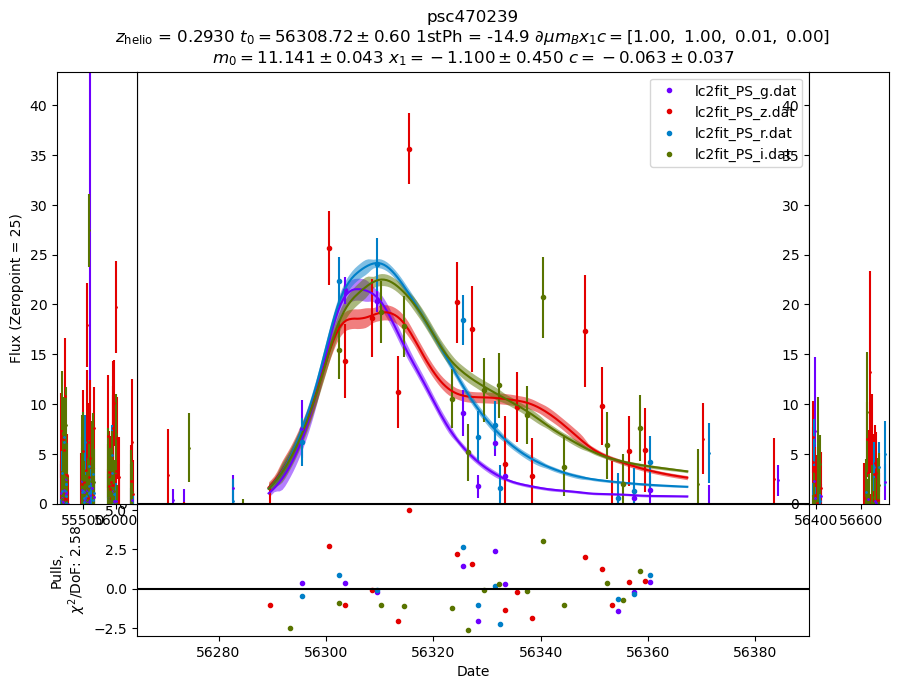 psc470239
z_helio = 0.2930 t_0 = 56308.72 ± 0.60 1stPh = -14.9 ∂μm_Bx_1c = [1.00, 1.00, 0.01, 0.00]
m_0 = 11.141 ± 0.043 x_1 = −1.100 ± 0.450 c = −0.063 ± 0.037
lc2fit_PS_g.dat
lc2fit_PS_z.dat
lc2fit_PS_r.dat
lc2fit_PS_i.dat
Flux (Zeropoint = 25)
40
35
30
25
20
15
10
5
0
40
35
30
25
20
15
10
5
0
55500
56000
56400
56600
Pulls,
χ²/DoF: 2.58
5.0
2.5
0.0
−2.5
56280
56300
56320
56340
56360
56380
Date